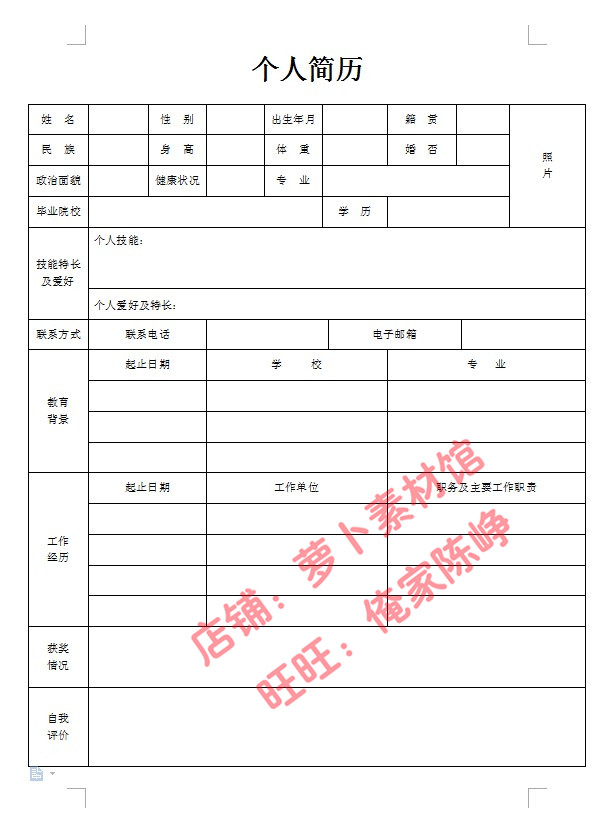 个人简历
姓 名 性 别 出生年月 籍 贯
民 族 身 高 体 重 婚 否
照
片
政治面貌 健康状况 专 业
毕业院校 学 历
技能特长
及爱好
个人技能:
个人爱好及特长:
联系方式 联系电话 电子邮箱
教育
背景
起止日期 学 校 专 业
工作
经历
起止日期 工作单位 职务及主要工作职责
店铺：萝卜素材馆
旺旺：俺家陈峥
获奖
情况
自我
评价